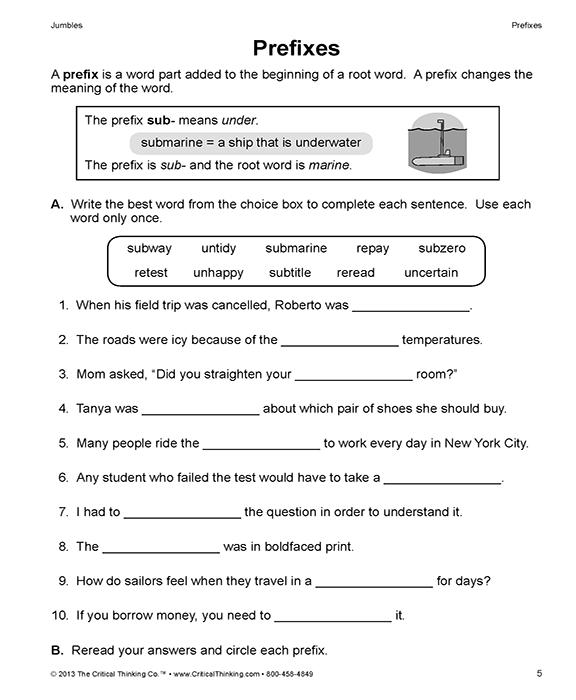 Jumbles Prefixes
Prefixes
A prefix is a word part added to the beginning of a root word. A prefix changes the
meaning of the word.
The prefix sub- means under.
submarine = a ship that is underwater
The prefix is sub- and the root word is marine.
A. Write the best word from the choice box to complete each sentence. Use each
word only once.
subway untidy submarine repay subzero
retest unhappy subtitle reread uncertain
1. When his field trip was cancelled, Roberto was ________________.
2. The roads were icy because of the ________________ temperatures.
3. Mom asked, “Did you straighten your ________________ room?”
4. Tanya was ________________ about which pair of shoes she should buy.
5. Many people ride the ________________ to work every day in New York City.
6. Any student who failed the test would have to take a ________________.
7. I had to ________________ the question in order to understand it.
8. The ________________ was in boldfaced print.
9. How do sailors feel when they travel in a ________________ for days?
10. If you borrow money, you need to ________________ it.
B. Reread your answers and circle each prefix.
© 2013 The Critical Thinking Co.™ • www.CriticalThinking.com • 800-458-4849 5